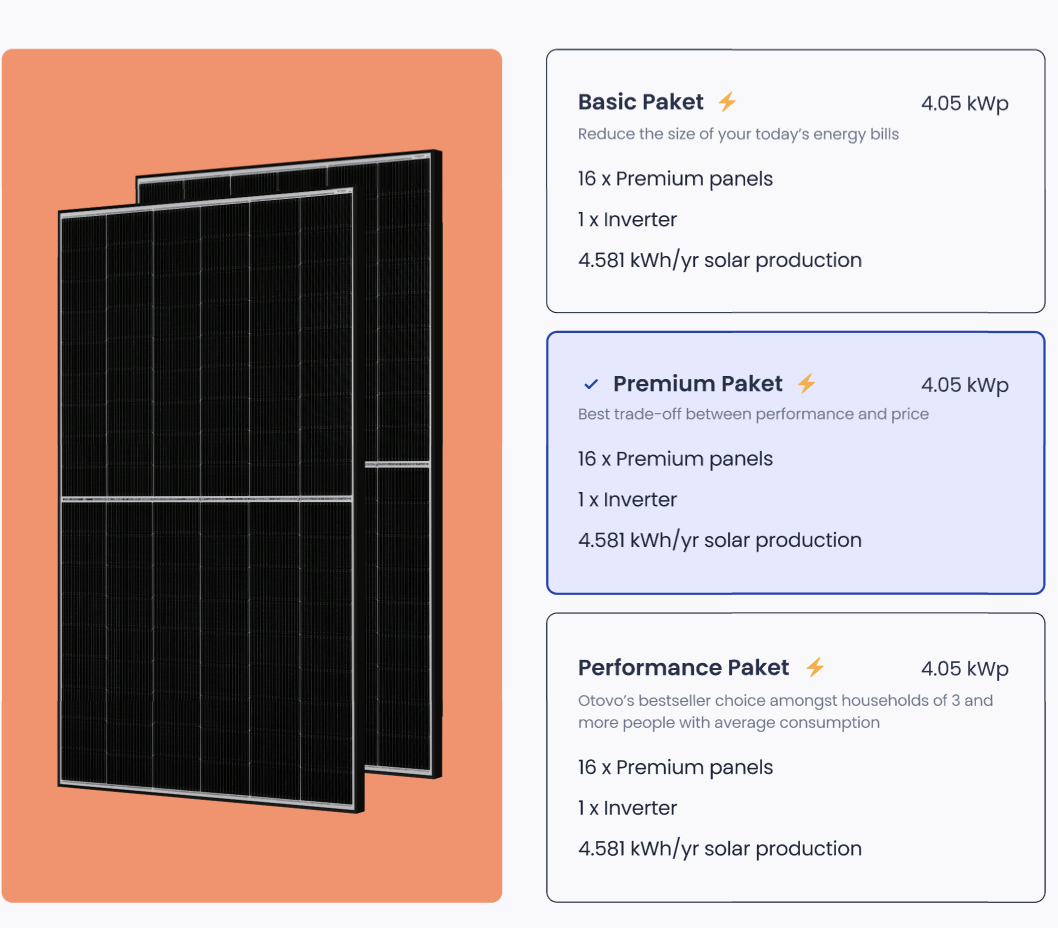 Basic Paket ⚡ 4.05 kWp
Reduce the size of your today's energy bills
16 x Premium panels
1 x Inverter
4.581 kWh/yr solar production
Premium Paket ⚡ 4.05 kWp
Best trade-off between performance and price
16 x Premium panels
1 x Inverter
4.581 kWh/yr solar production
Performance Paket ⚡ 4.05 kWp
Otovo's bestseller choice amongst households of 3 and
more people with average consumption
16 x Premium panels
1 x Inverter
4.581 kWh/yr solar production